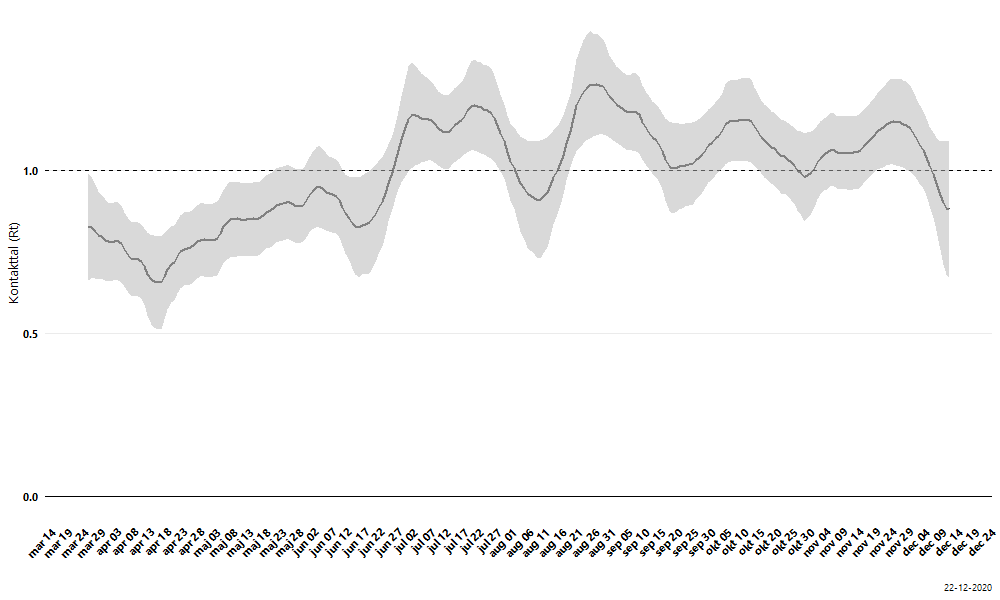 1.0
Kontakttal (Rt)
0.5
0.0
mar 14
mar 19
mar 24
mar 29
apr 03
apr 08
apr 13
apr 18
apr 23
apr 28
maj 03
maj 08
maj 13
maj 18
maj 23
maj 28
jun 02
jun 07
jun 12
jun 17
jun 22
jun 27
jul 02
jul 07
jul 12
jul 17
jul 22
jul 27
aug 01
aug 06
aug 11
aug 16
aug 21
aug 26
aug 31
sep 05
sep 10
sep 15
sep 20
sep 25
sep 30
okt 05
okt 10
okt 15
okt 20
okt 25
okt 30
nov 04
nov 09
nov 14
nov 19
nov 24
nov 29
dec 04
dec 09
dec 14
dec 19
dec 24
22-12-2020